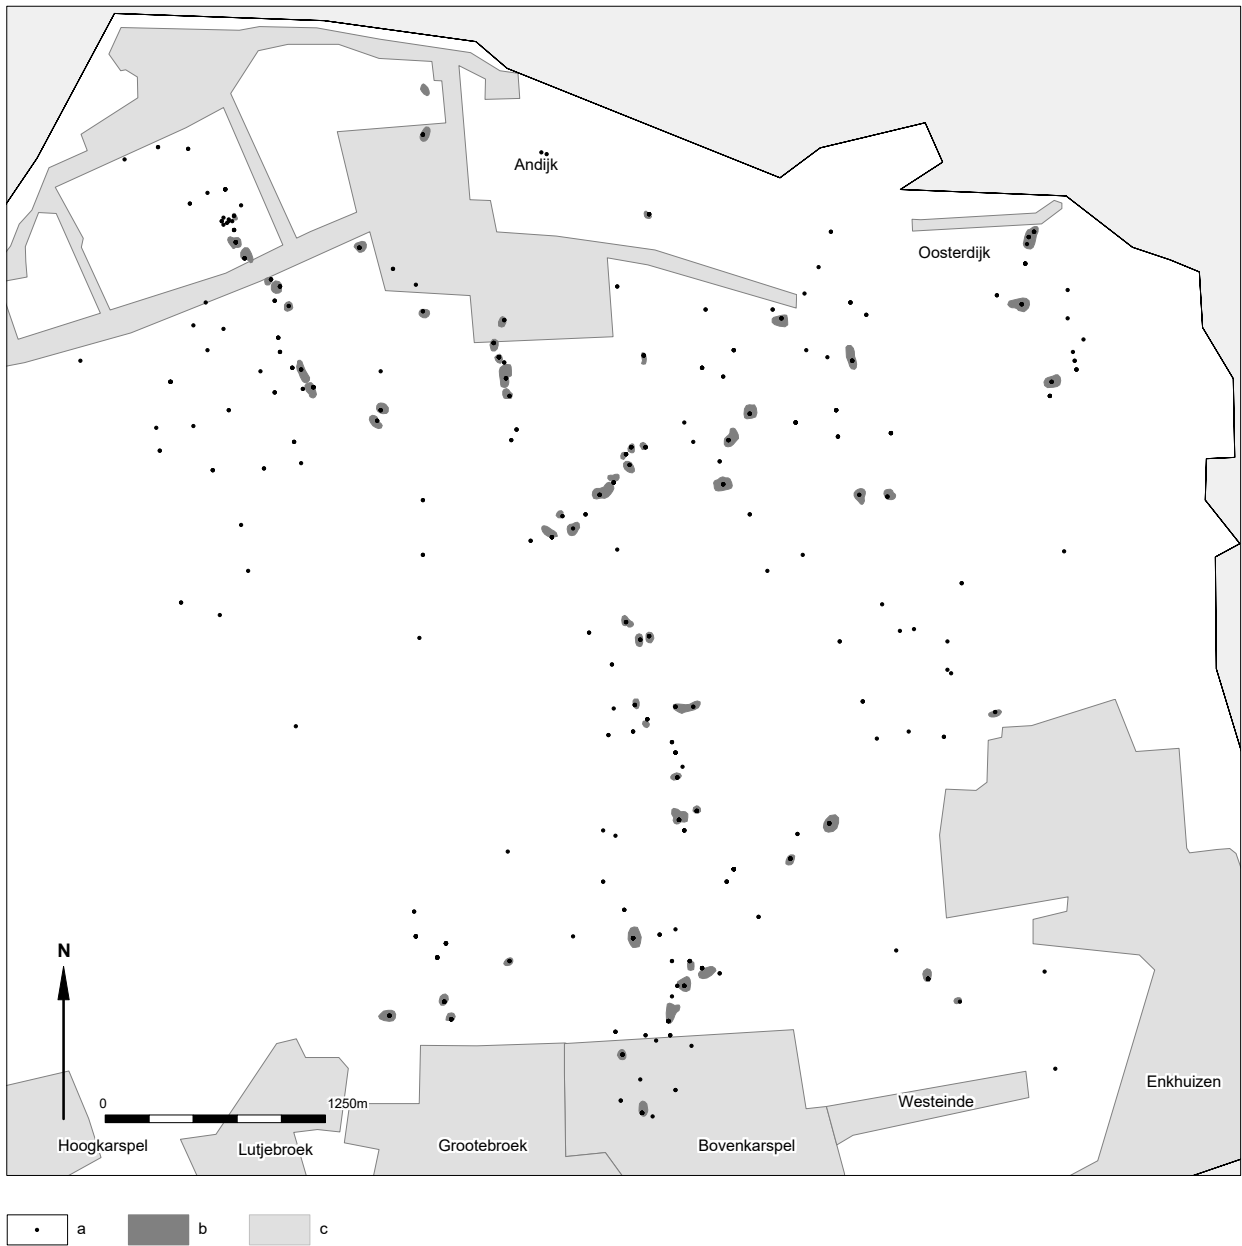 Andijk
Oosterdijk
N
0
1250m
Enkhuizen
Westeinde
Hoogkarspel
Lutjebroek
Grootebroek
Bovenkarspel
a
b
c